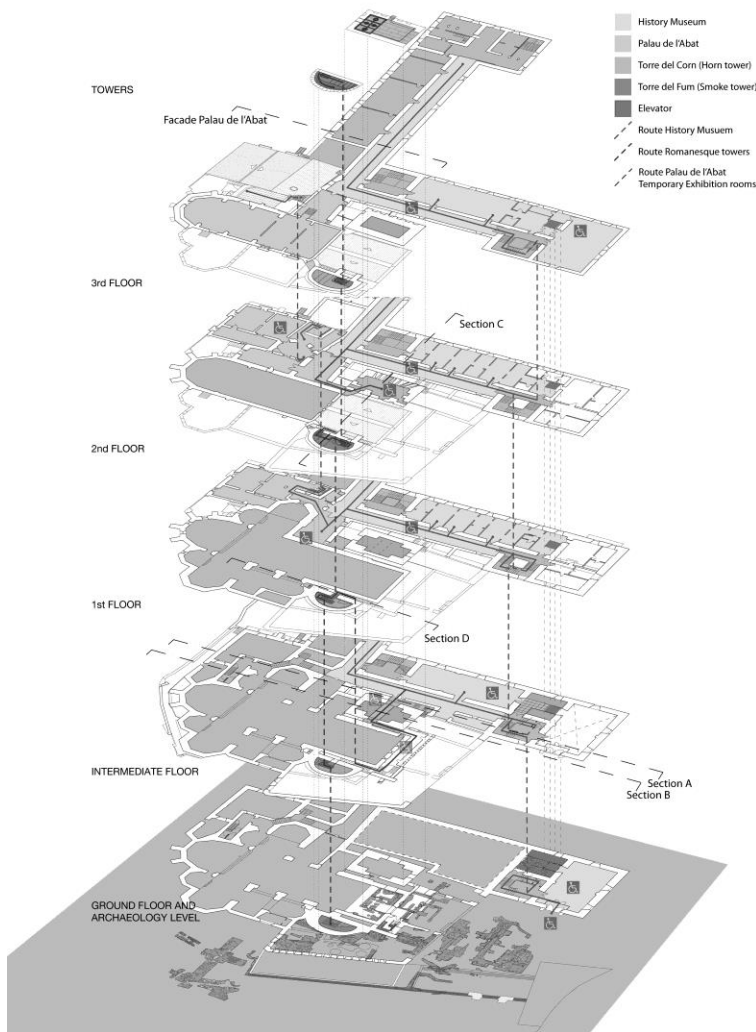 History Museum
Palau de l'Abat
Torre del Corn (Horn tower)
Torre del Fum (Smoke tower)
Elevator
Route History Musuem
Route Romanesque towers
Route Palau de l'Abat
Temporary Exhibition rooms
TOWERS
Facade Palau de l'Abat
3RD FLOOR
Section C
2ND FLOOR
1ST FLOOR
Section D
INTERMEDIATE FLOOR
Section A
Section B
GROUND FLOOR AND
ARCHAEOLOGY LEVEL